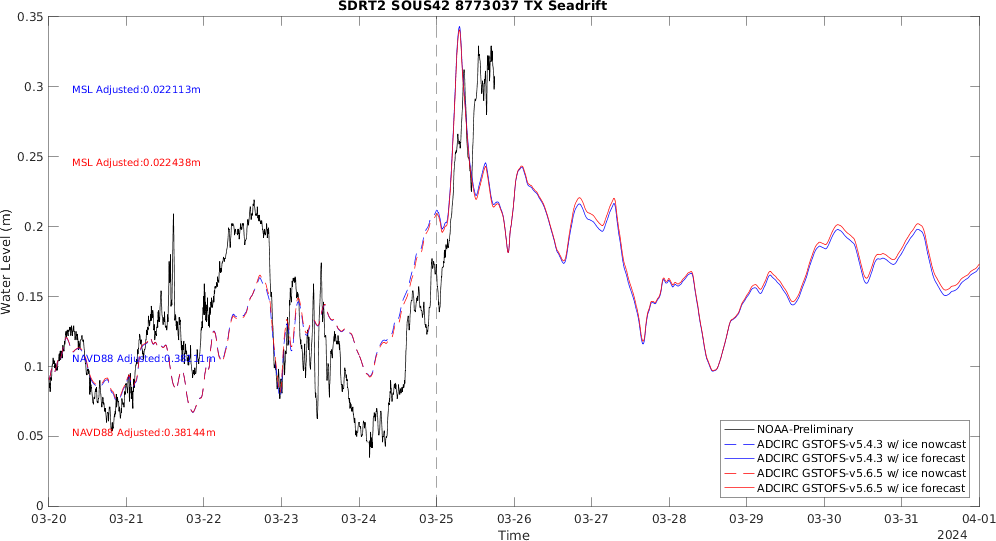 SDRT2 SOUS42 8773037 TX Seadrift
0.35
0.3
0.25
0.2
0.15
0.1
0.05
0
Water Level (m)
MSL Adjusted:0.022113m
MSL Adjusted:0.022438m
NAVD88 Adjusted:0.38111m
NAVD88 Adjusted:0.38144m
NOAA-Preliminary
ADCIRC GSTOFS-v5.4.3 w/ ice nowcast
ADCIRC GSTOFS-v5.4.3 w/ ice forecast
ADCIRC GSTOFS-v5.6.5 w/ ice nowcast
ADCIRC GSTOFS-v5.6.5 w/ ice forecast
03-20 03-21 03-22 03-23 03-24 03-25 03-26 03-27 03-28 03-29 03-30 03-31 04-01
Time
2024